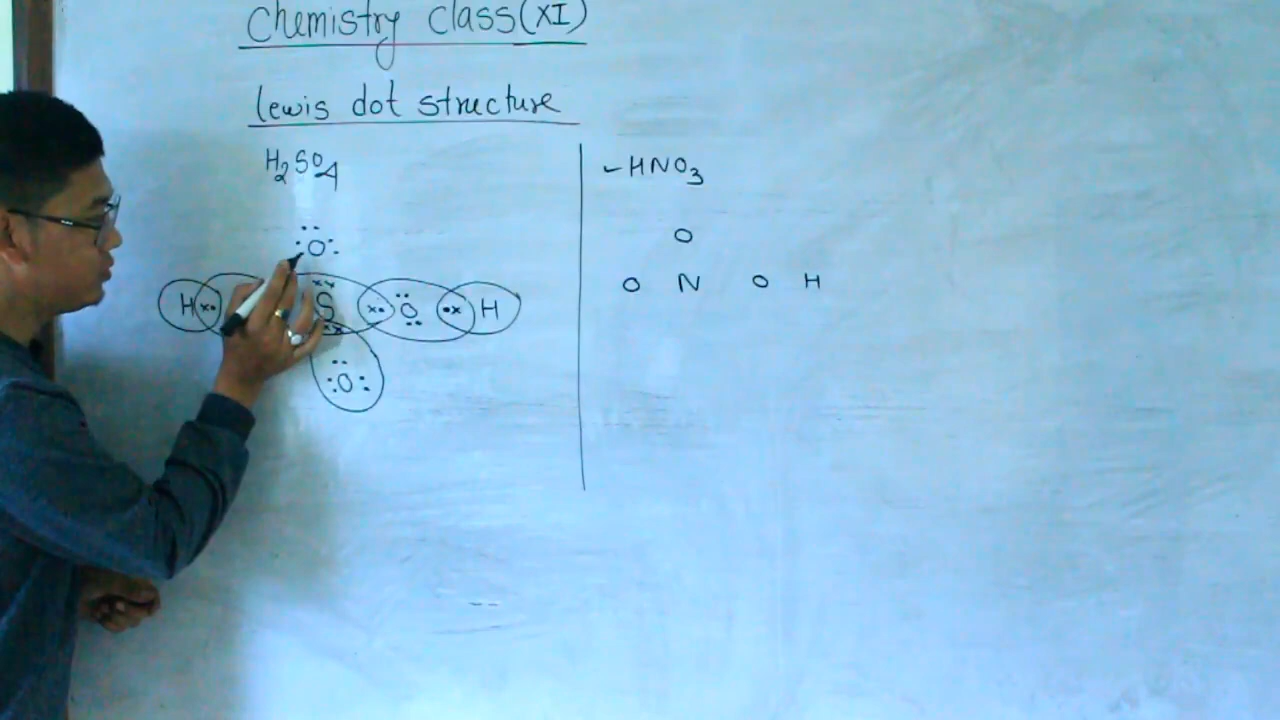 Chemistry Class(XI)
lewis dot structure
H2SO4
O
H S O H
O
HNO3
O
O N O H